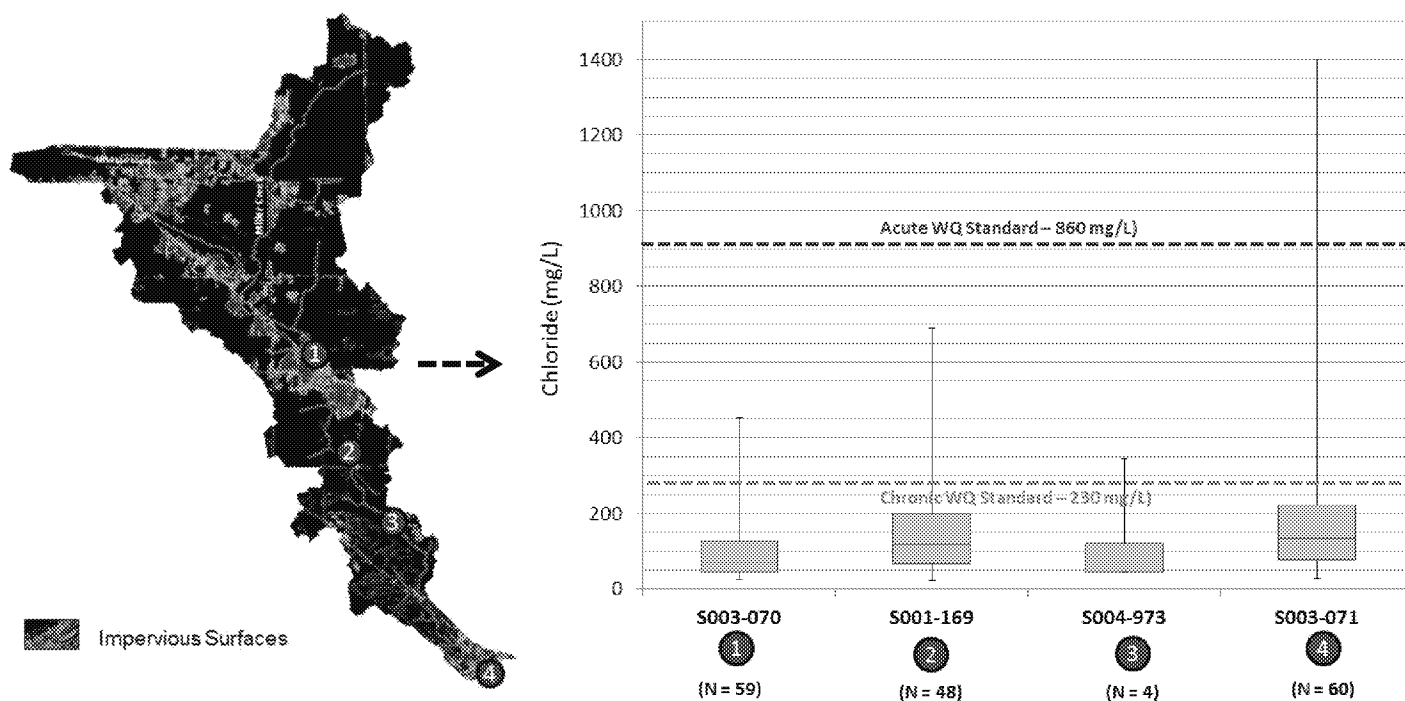 1400
1200
1000
800
600
400
200
0
Chloride (mg/L)
Acute WQ Standard – 860 mg/L)
Chronic WQ Standard – 230 mg/L)
1
2
3
4
Impervious Surfaces
S003-070
S001-169
S004-973
S003-071
1
2
3
4
(N = 59)
(N = 48)
(N = 4)
(N = 60)